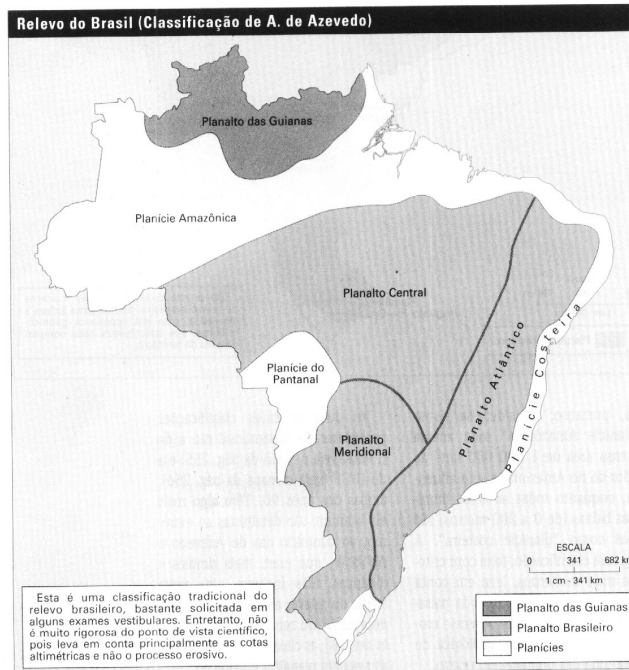 Relevo do Brasil (Classificação de A. de Azevedo)
Planalto das Guianas
Planície Amazônica
Planalto Central
Planície do
Pantanal
Planalto
Meridional
Planalto Atlântico
Planície Costeira
ESCALA
0 341 682 k
1 cm - 341 km
Planalto das Guianas
Planalto Brasileiro
Planícies
Esta é uma classificação tradicional do
relevo brasileiro, bastante solicitada em
alguns exames vestibulares. Entretanto, não
é muito rigorosa do ponto de vista científico,
pois leva em conta principalmente as cotas
altimétricas e não o processo erosivo.